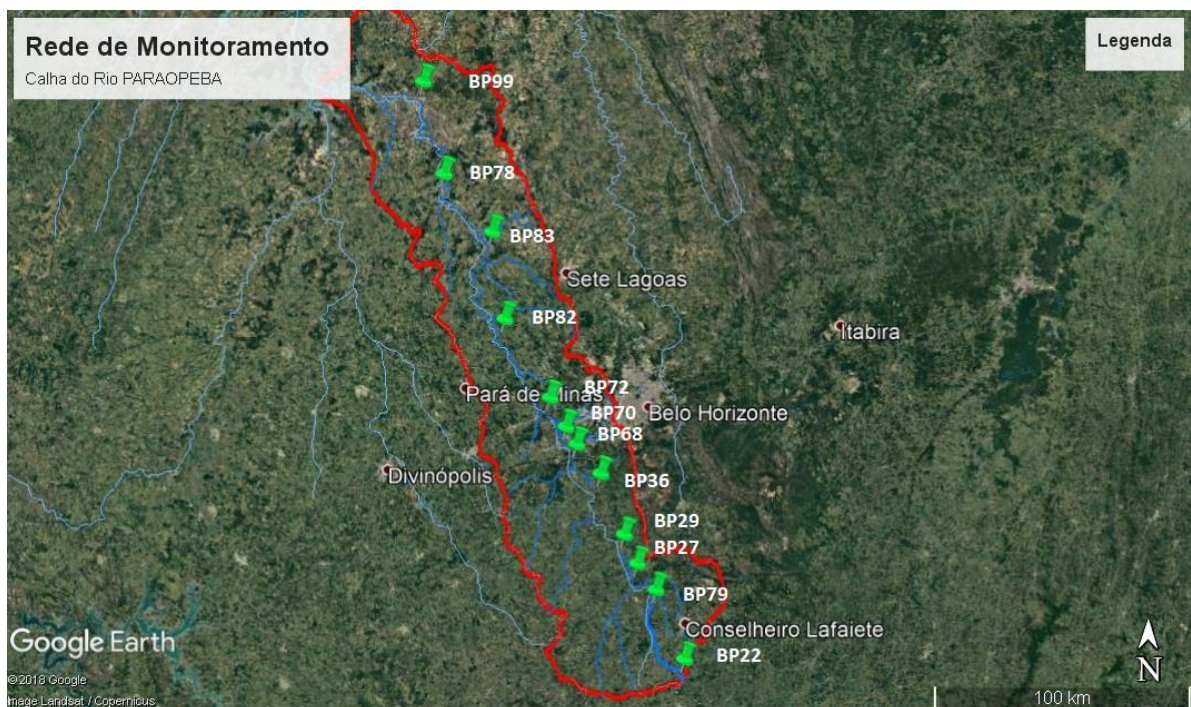 Rede de Monitoramento
Calha do Rio PARAOPEBA
Legenda
BP99
BP78
BP83
Sete Lagoas
BP82
Itabira
BP72
Pará de Minas
BP70
Belo Horizonte
BP68
Divinópolis
BP36
BP29
BP27
BP79
Conselheiro Lafaiete
BP22
Google Earth
©2018 Google
mage Landsat / Copernicus
N
100 km